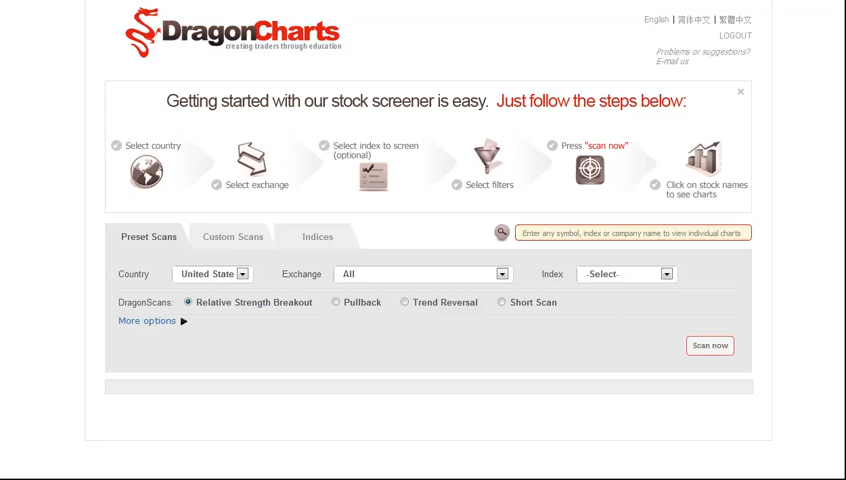 DragonCharts
creating traders through education
English | 简体中文 | 繁體中文
LOGOUT
Problems or suggestions?
E-mail us
Getting started with our stock screener is easy. Just follow the steps below:
Select country
Select exchange
Select index to screen
(optional)
Select filters
Press "scan now"
Click on stock names
to see charts
Preset Scans
Custom Scans
Indices
Enter any symbol, index or company name to view individual charts
Country United State Exchange All Index -Select-
DragonScans: Relative Strength Breakout Pullback Trend Reversal Short Scan
More options
Scan now